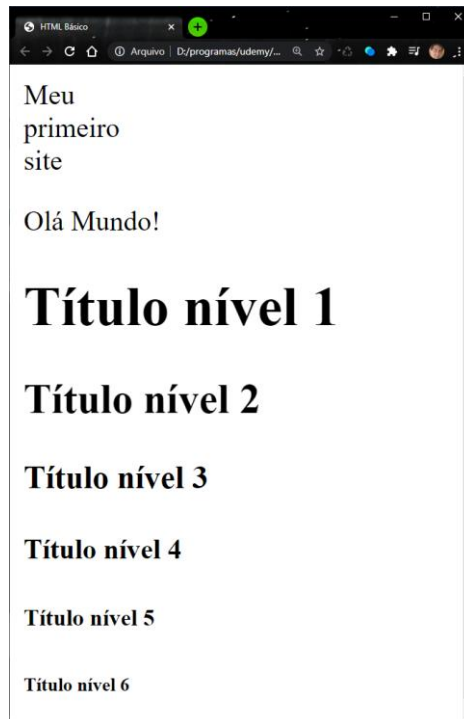 HTML Básico
Arquivo | D:/programas/udemy/...
Meu
primeiro
site
Olá Mundo!
Título nível 1
Título nível 2
Título nível 3
Título nível 4
Título nível 5
Título nível 6